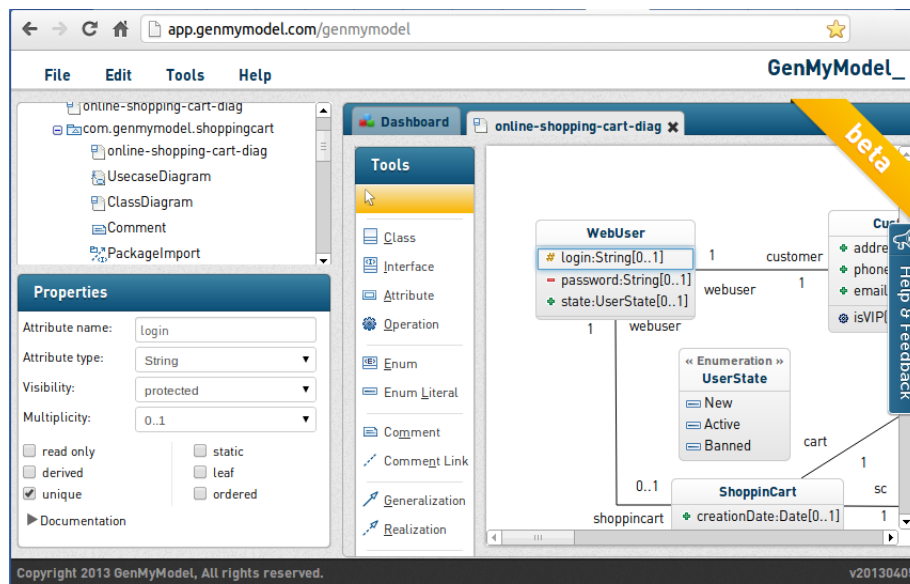 app.genmymodel.com/genmymodel
File Edit Tools Help
GenMyModel_
beta
online-shopping-cart-diag
com.genmymodel.shoppingcart
online-shopping-cart-diag
UsecaseDiagram
ClassDiagram
Comment
PackageImport
Properties
Attribute name: login
Attribute type: String
Visibility: protected
Multiplicity: 0..1
read only static
derived leaf
unique ordered
Documentation
Dashboard online-shopping-cart-diag
Tools
Class
Interface
Attribute
Operation
Enum
Enum Literal
Comment
Comment Link
Generalization
Realization
WebUser
# login:String[0..1]
password:String[0..1]
state:UserState[0..1]
1 customer
webuser 1
1 webuser
« Enumeration »
UserState
New
Active
Banned
cart
1
0..1
shoppincart
ShoppinCart
creationDate:Date[0..1]
sc
1
Cust
addre
phone
email
isVIP(
Help & Feedback
Copyright 2013 GenMyModel, All rights reserved.
v2013040